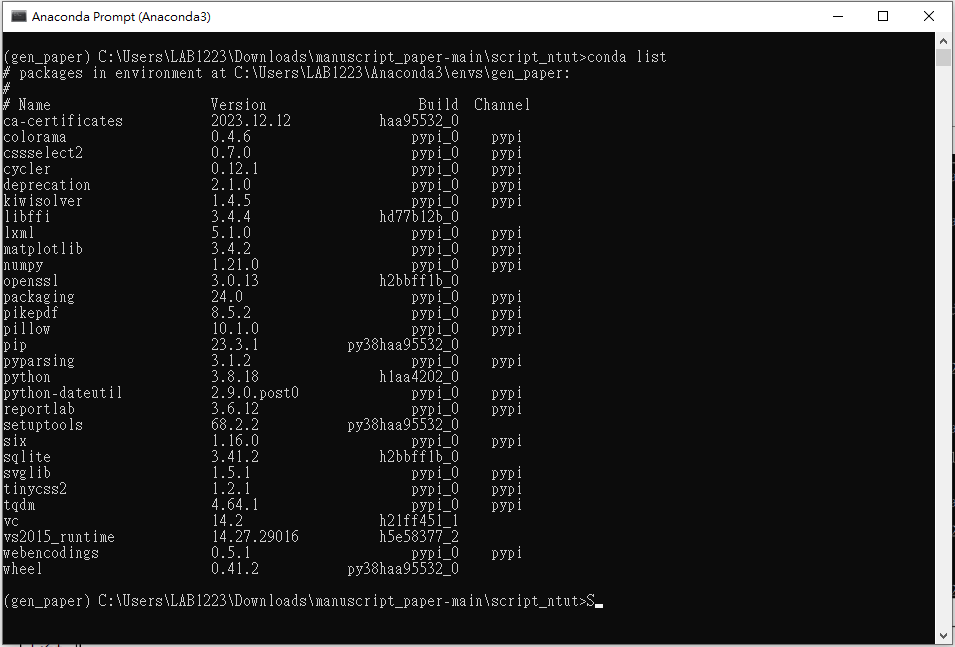 Anaconda Prompt (Anaconda3)
(gen_paper) C:\Users\LAB1223\Downloads\manuscript_paper-main\script_ntut>conda list
# packages in environment at C:\Users\LAB1223\Anaconda3\envs\gen_paper:
#
# Name                    Version                   Build  Channel
ca-certificates           2023.12.12           haa95532_0
colorama                  0.4.6                    pypi_0    pypi
cssselect2                0.7.0                    pypi_0    pypi
cycler                    0.12.1                   pypi_0    pypi
deprecation               2.1.0                    pypi_0    pypi
kiwisolver                1.4.5                    pypi_0    pypi
libffi                    3.4.4                hd77b12b_0
lxml                      5.1.0                    pypi_0    pypi
matplotlib                3.4.2                    pypi_0    pypi
numpy                     1.21.0                   pypi_0    pypi
openssl                   3.0.13               h2bbff1b_0
packaging                 24.0                     pypi_0    pypi
pikepdf                   8.5.2                    pypi_0    pypi
pillow                    10.1.0                   pypi_0    pypi
pip                       23.3.1           py38haa95532_0
pyparsing                 3.1.2                    pypi_0    pypi
python                    3.8.18               h1aa4202_0
python-dateutil           2.9.0.post0              pypi_0    pypi
reportlab                 3.6.12                   pypi_0    pypi
setuptools                68.2.2           py38haa95532_0
six                       1.16.0                   pypi_0    pypi
sqlite                    3.41.2               h2bbff1b_0
svglib                    1.5.1                    pypi_0    pypi
tinycss2                  1.2.1                    pypi_0    pypi
tqdm                      4.64.1                   pypi_0    pypi
vc                        14.2                 h21ff451_1
vs2015_runtime            14.27.29016          h5e58377_2
webencodings              0.5.1                    pypi_0    pypi
wheel                     0.41.2           py38haa95532_0
(gen_paper) C:\Users\LAB1223\Downloads\manuscript_paper-main\script_ntut>S